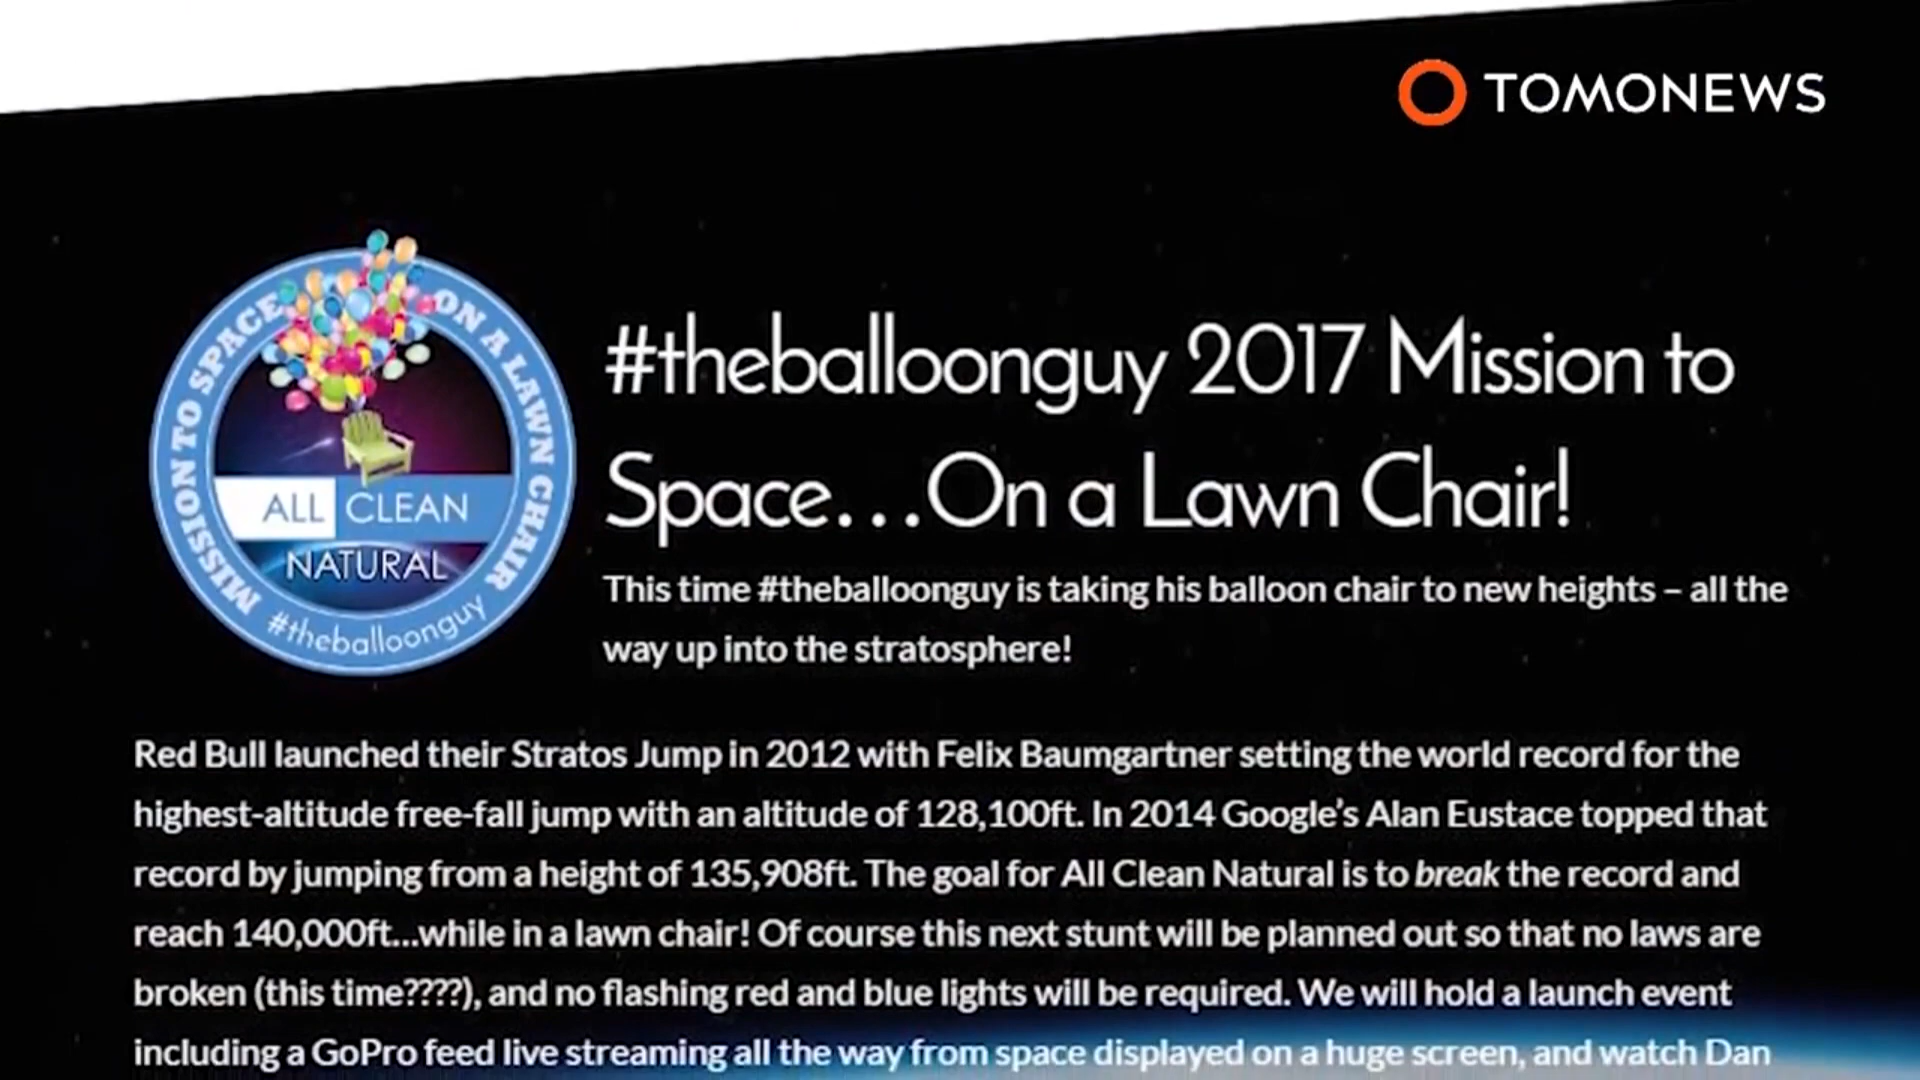 TOMONEWS
MISSION TO SPACE ON A LAWN CHAIR
ALL CLEAN
NATURAL
#theballoonguy
#theballoonguy 2017 Mission to
Space...On a Lawn Chair!
This time #theballoonguy is taking his balloon chair to new heights – all the
way up into the stratosphere!
Red Bull launched their Stratos Jump in 2012 with Felix Baumgartner setting the world record for the
highest-altitude free-fall jump with an altitude of 128,100ft. In 2014 Google’s Alan Eustace topped that
record by jumping from a height of 135,908ft. The goal for All Clean Natural is to break the record and
reach 140,000ft...while in a lawn chair! Of course this next stunt will be planned out so that no laws are
broken (this time????), and no flashing red and blue lights will be required. We will hold a launch event
including a GoPro feed live streaming all the way from space displayed on a huge screen, and watch Dan